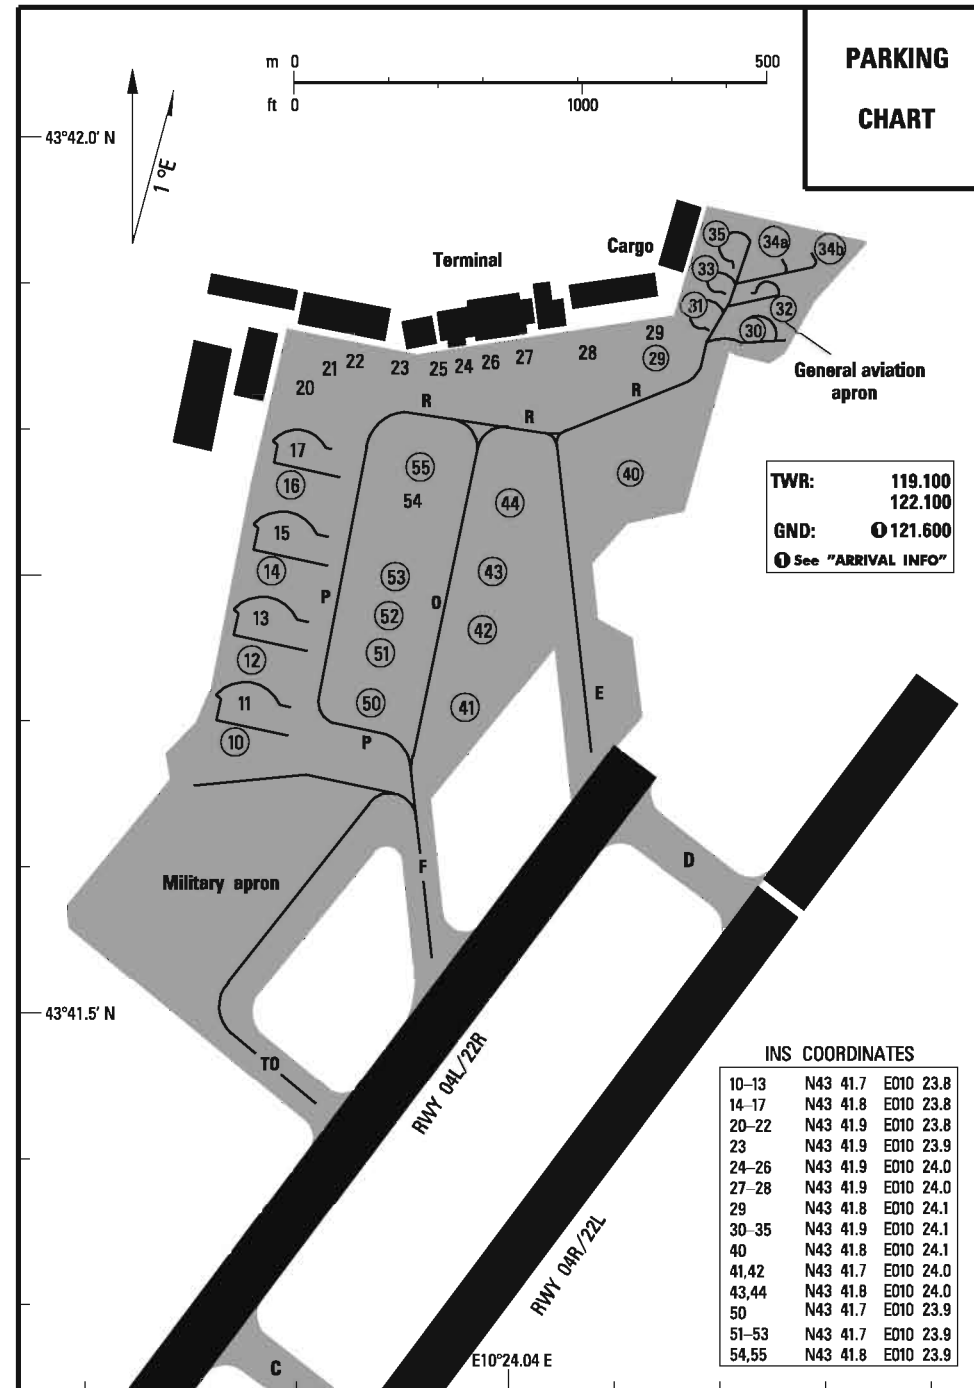 PARKING
CHART
m 0 500
ft 0 1000
43°42.0' N
1 °E
Terminal
Cargo
35
34a
34b
33
31
32
30
General aviation
apron
29
29
28
27
26
24
25
23
22
21
20
R
R
R
17
16
15
14
13
12
11
10
55
54
53
52
51
50
44
43
42
41
40
P
O
P
E
TWR: 119.100
122.100
GND: ❶ 121.600
❶ See "ARRIVAL INFO"
D
F
Military apron
43°41.5' N
TO
RWY 04L/22R
RWY 04R/22L
C
E10°24.04 E
INS COORDINATES
10–13 N43 41.7 E010 23.8
14–17 N43 41.8 E010 23.8
20–22 N43 41.9 E010 23.8
23 N43 41.9 E010 23.9
24–26 N43 41.9 E010 24.0
27–28 N43 41.9 E010 24.0
29 N43 41.8 E010 24.1
30–35 N43 41.9 E010 24.1
40 N43 41.8 E010 24.1
41,42 N43 41.7 E010 24.0
43,44 N43 41.8 E010 24.0
50 N43 41.7 E010 23.9
51–53 N43 41.7 E010 23.9
54,55 N43 41.8 E010 23.9